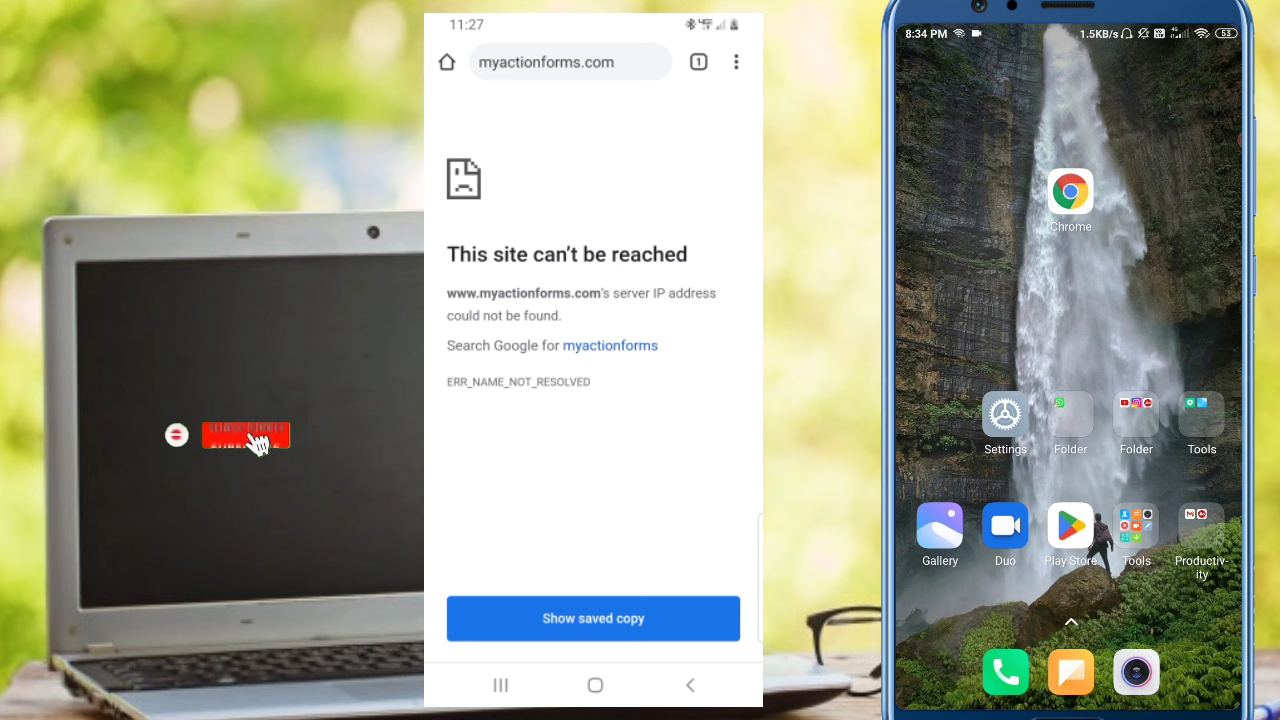 11:27
myactionforms.com
1
This site can’t be reached
www.myactionforms.com's server IP address
could not be found.
Search Google for myactionforms
ERR_NAME_NOT_RESOLVED
Show saved copy
8:34 PM
1.5KB/s
53
Chrome
Settings
Folder
Folder
Tools
Gallery
Duo
Play Store
Tools
Productiv-
ity